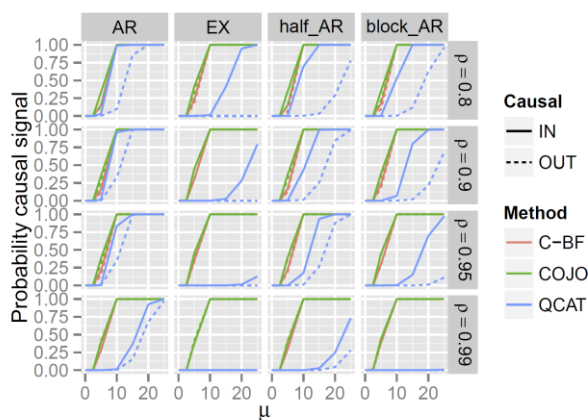 AR EX half_AR block_AR
Probability causal signal
1.00
0.75
0.50
0.25
0.00
ρ = 0.8
1.00
0.75
0.50
0.25
0.00
ρ = 0.9
1.00
0.75
0.50
0.25
0.00
ρ = 0.95
1.00
0.75
0.50
0.25
0.00
ρ = 0.99
0 10 20 0 10 20 0 10 20 0 10 20
μ
Causal
IN
OUT
Method
C−BF
COJO
QCAT